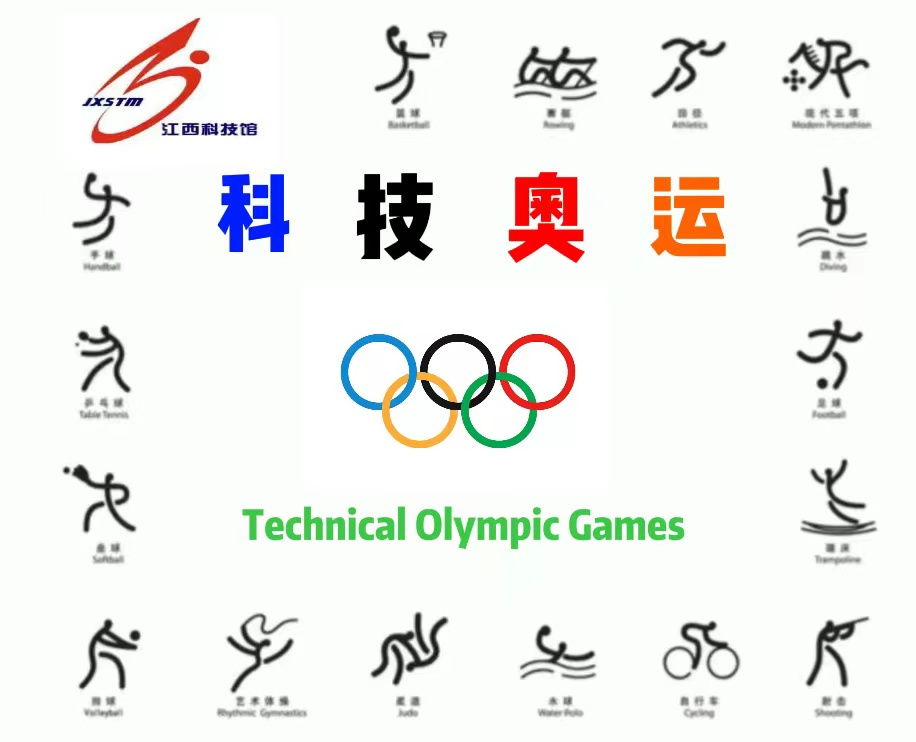 JXSTM
江西科技馆
篮球
Basketball
赛艇
Rowing
田径
Athletics
现代五项
Modern Pentathlon
科技奥运
手球
Handball
跳水
Diving
乒乓球
Table Tennis
足球
Football
垒球
Softball
蹦床
Trampoline
Technical Olympic Games
排球
Volleyball
艺术体操
Rhythmic Gymnastics
柔道
Judo
水球
Water Polo
自行车
Cycling
射击
Shooting